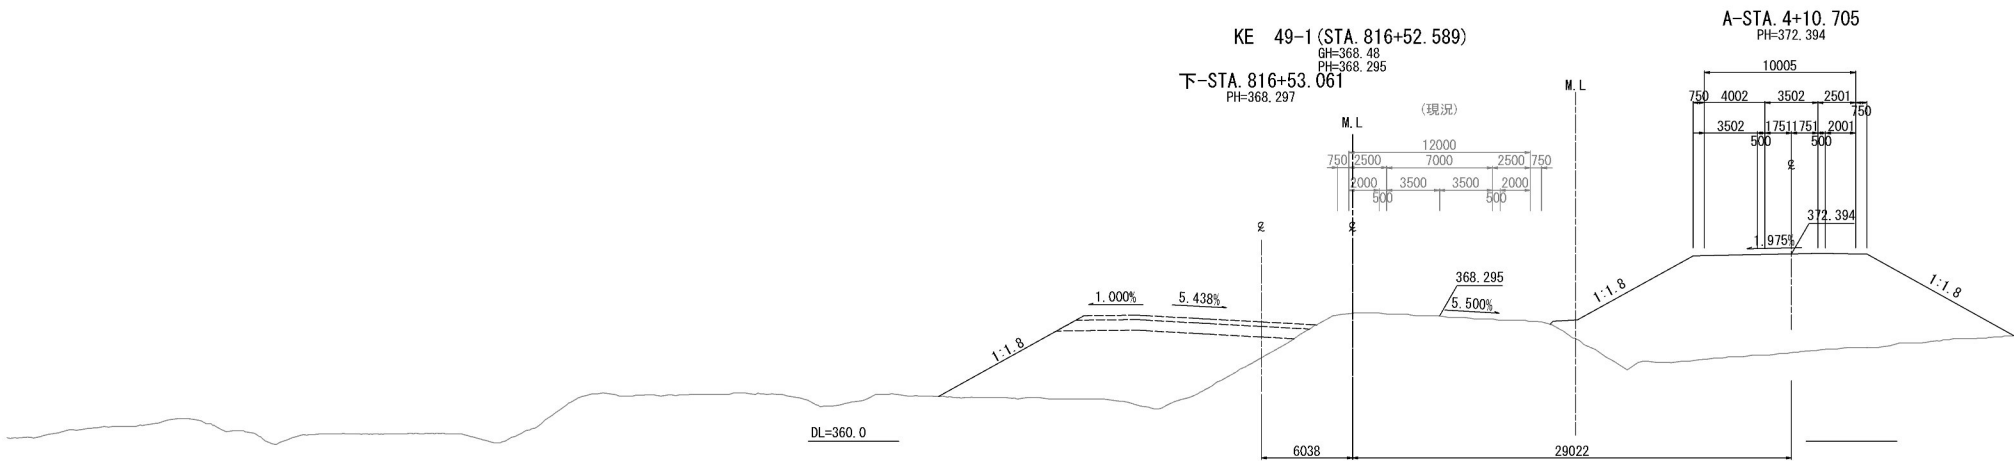 A-STA.4+10.705
PH=372.394
KE 49-1(STA.816+52.589)
GH=368.48
PH=368.295
下-STA.816+53.061
PH=368.297
10005
M.L
750 4002 3502 2501 750
(現況)
M.L
3502 500 1751 1751 500 2001
12000
750 2500 7000 2500 750
2000 500 3500 3500 500 2000
372.394
1.975%
368.295
5.500%
1.000%
5.438%
1:1.8
1:1.8
1:1.8
DL=360.0
6038
29022